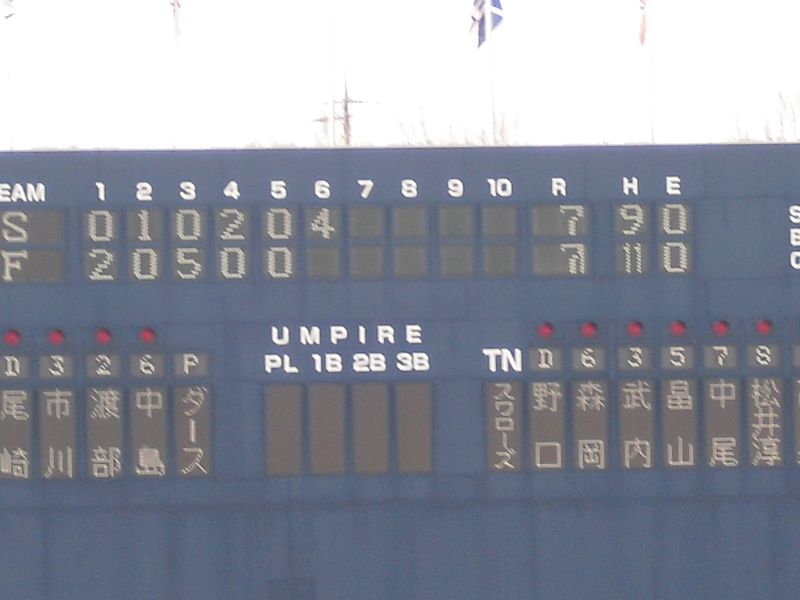 EAM 1 2 3 4 5 6 7 8 9 10 R H E
S 0 1 0 2 0 4 7 9 0 S
F 2 0 5 0 0 7 11 0
UMPIRE
D 3 2 6 P PL 1B 2B 3B TN D 6 3 5 7 8
尾崎 市川 渡部 中島 ダース スワローズ 野口 森岡 武内 畠山 中尾 松井淳